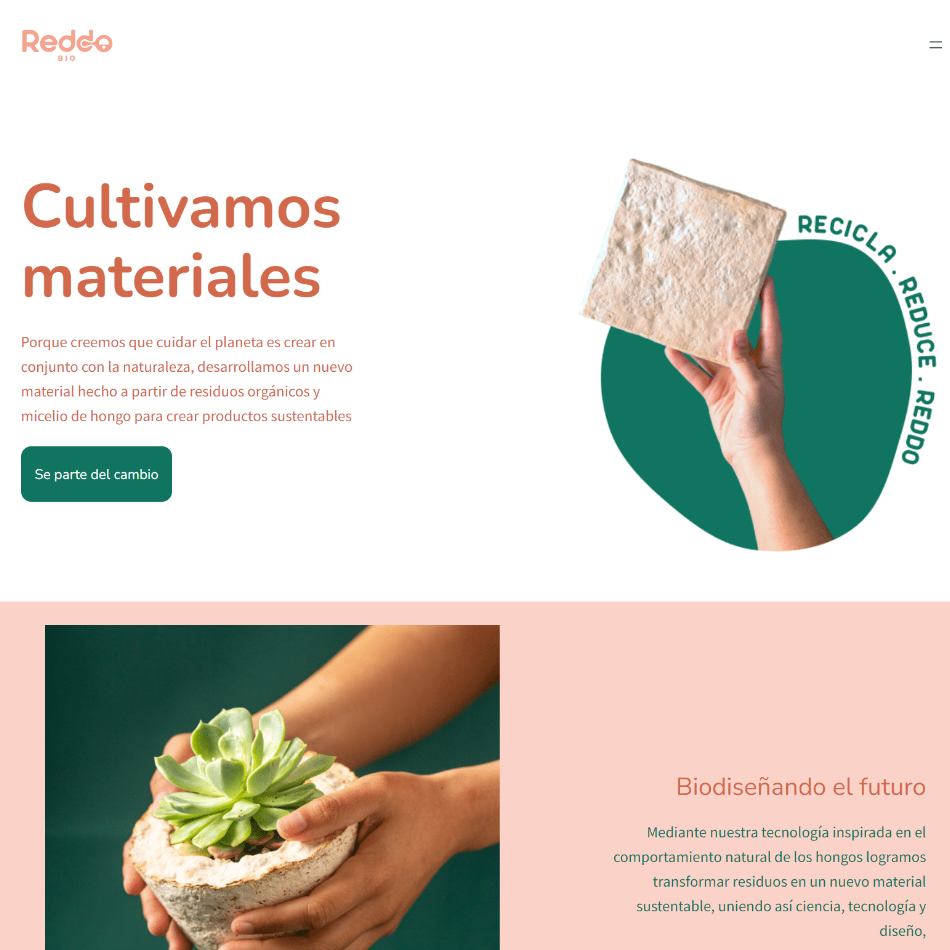 Reddo
BIO
Cultivamos
materiales
Porque creemos que cuidar el planeta es crear en
conjunto con la naturaleza, desarrollamos un nuevo
material hecho a partir de residuos orgánicos y
micelio de hongo para crear productos sustentables
Se parte del cambio
RECICLA . REDUCE . REDDO
Biodiseñando el futuro
Mediante nuestra tecnología inspirada en el
comportamiento natural de los hongos logramos
transformar residuos en un nuevo material
sustentable, uniendo así ciencia, tecnología y
diseño,